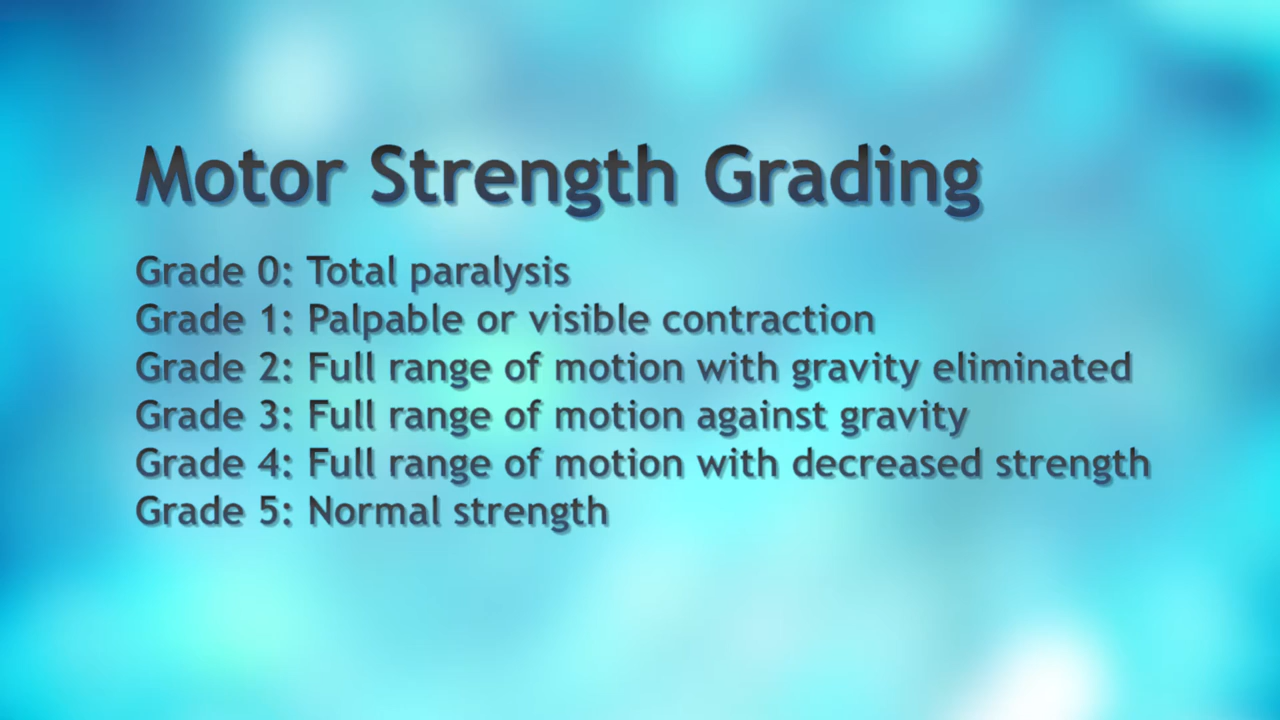 Motor Strength Grading
Grade 0: Total paralysis
Grade 1: Palpable or visible contraction
Grade 2: Full range of motion with gravity eliminated
Grade 3: Full range of motion against gravity
Grade 4: Full range of motion with decreased strength
Grade 5: Normal strength